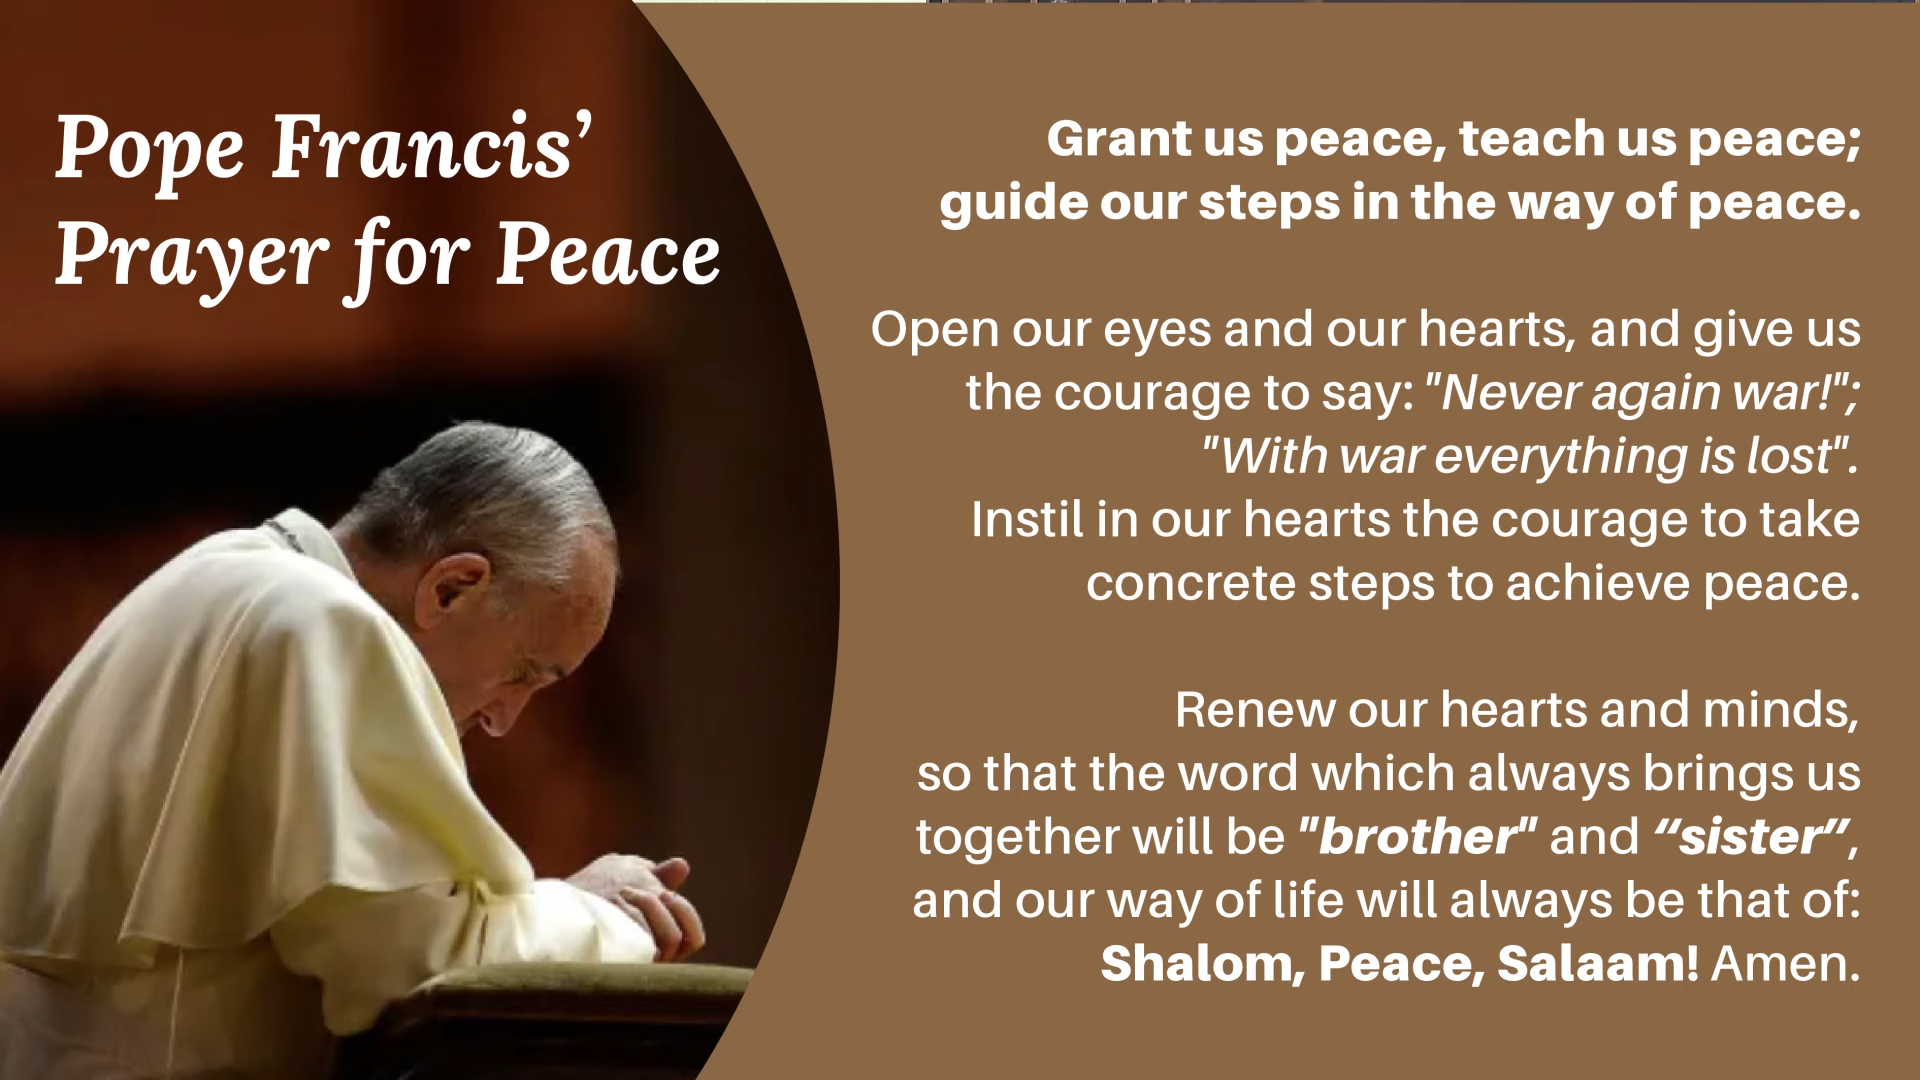 Pope Francis’
Prayer for Peace
Grant us peace, teach us peace;
guide our steps in the way of peace.
Open our eyes and our hearts, and give us
the courage to say: "Never again war!";
"With war everything is lost".
Instil in our hearts the courage to take
concrete steps to achieve peace.
Renew our hearts and minds,
so that the word which always brings us
together will be "brother" and “sister”,
and our way of life will always be that of:
Shalom, Peace, Salaam! Amen.